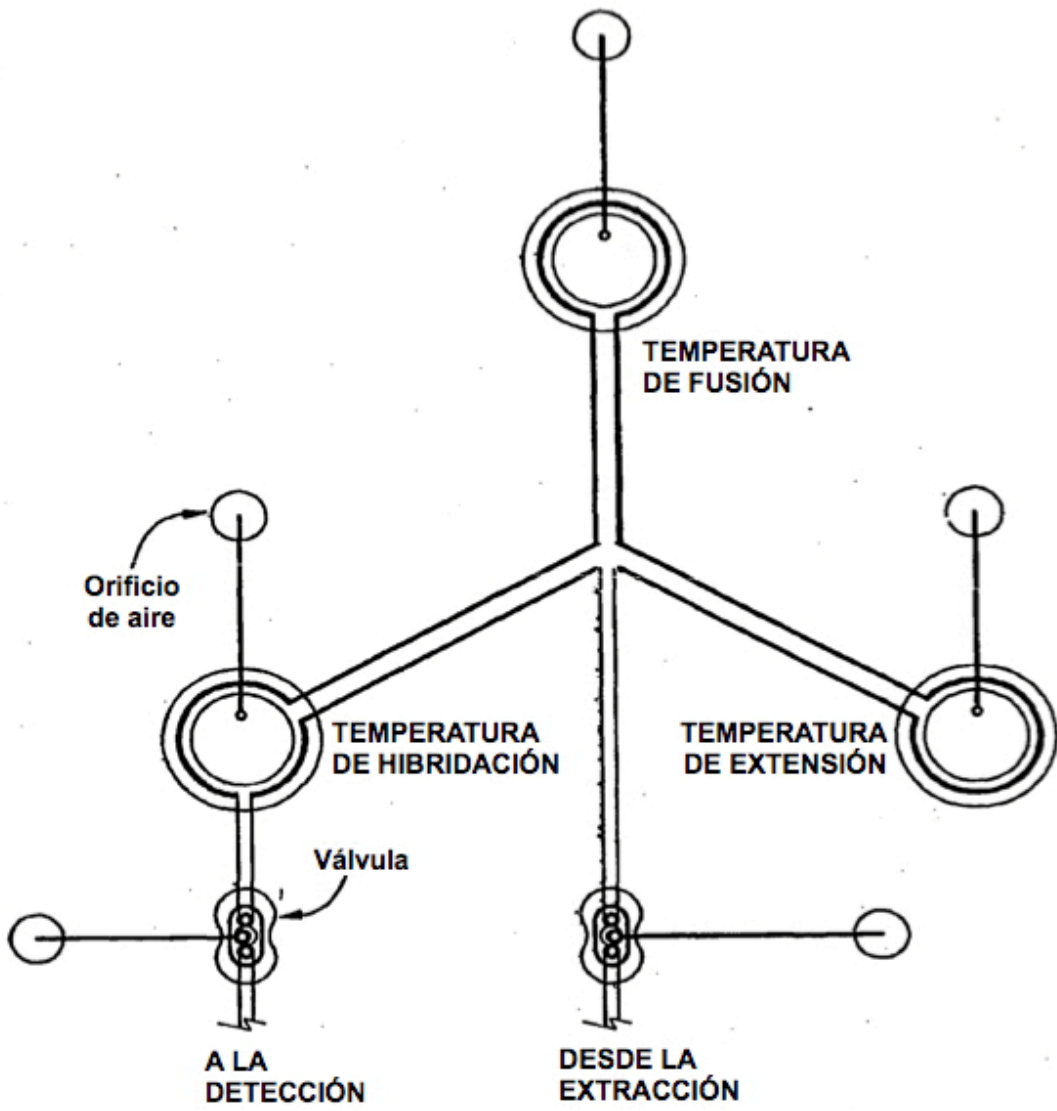 TEMPERATURA
DE FUSIÓN
Orificio
de aire
TEMPERATURA
DE HIBRIDACIÓN
TEMPERATURA
DE EXTENSIÓN
Válvula
A LA
DETECCIÓN
DESDE LA
EXTRACCIÓN